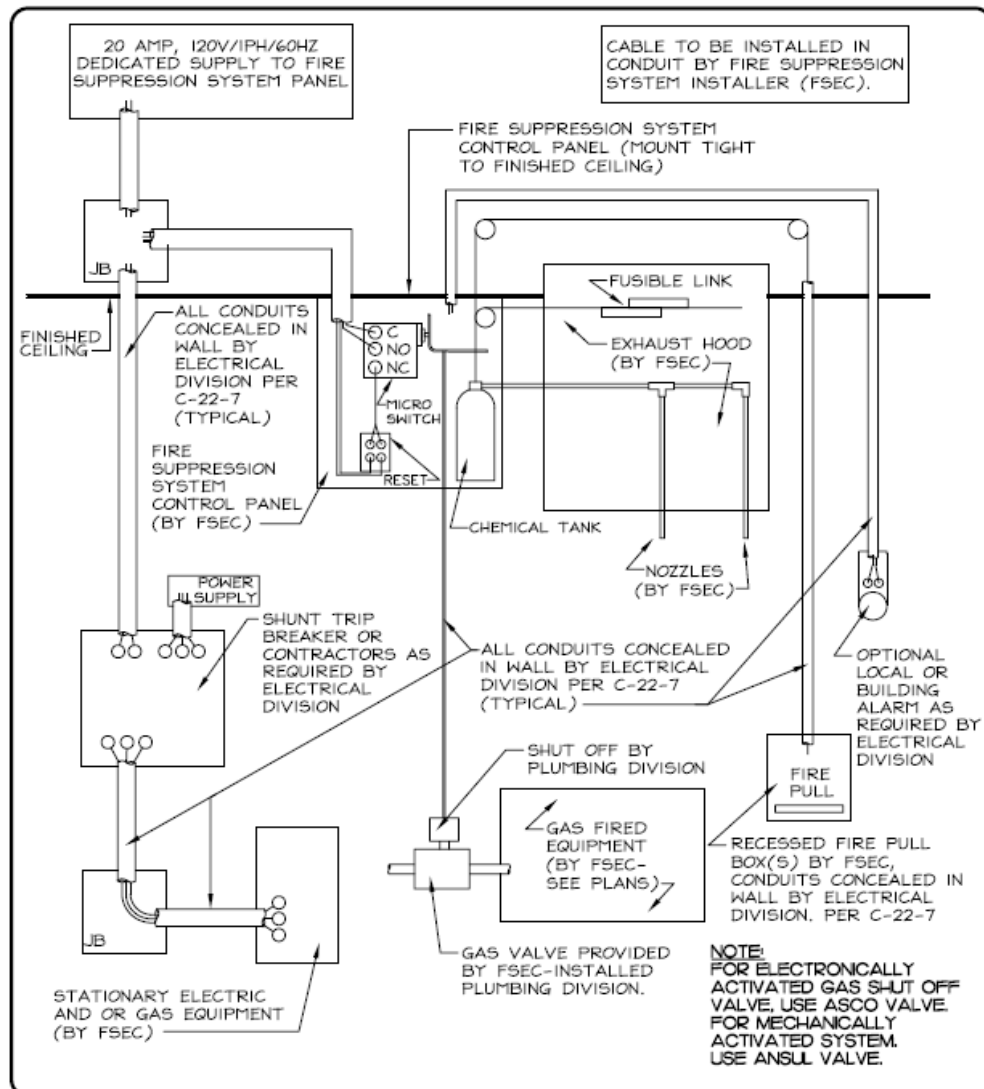 20 AMP, 120V/1PH/60HZ
DEDICATED SUPPLY TO FIRE
SUPPRESSION SYSTEM PANEL
CABLE TO BE INSTALLED IN
CONDUIT BY FIRE SUPPRESSION
SYSTEM INSTALLER (FSEC).
FIRE SUPPRESSION SYSTEM
CONTROL PANEL (MOUNT TIGHT
TO FINISHED CEILING)
JB
FINISHED
CEILING
ALL CONDUITS
CONCEALED IN
WALL BY
ELECTRICAL
DIVISION PER
C-22-7
(TYPICAL)
C
NO
NC
MICRO
SWITCH
RESET
FUSIBLE LINK
EXHAUST HOOD
(BY FSEC)
FIRE
SUPPRESSION
SYSTEM
CONTROL PANEL
(BY FSEC)
CHEMICAL TANK
NOZZLES
(BY FSEC)
POWER
SUPPLY
SHUNT TRIP
BREAKER OR
CONTRACTORS AS
REQUIRED BY
ELECTRICAL
DIVISION
ALL CONDUITS CONCEALED
IN WALL BY ELECTRICAL
DIVISION PER C-22-7
(TYPICAL)
OPTIONAL
LOCAL OR
BUILDING
ALARM AS
REQUIRED BY
ELECTRICAL
DIVISION
SHUT OFF BY
PLUMBING DIVISION
FIRE
PULL
GAS FIRED
EQUIPMENT
(BY FSEC-
SEE PLANS)
RECESSED FIRE PULL
BOX(S) BY FSEC,
CONDUITS CONCEALED IN
WALL BY ELECTRICAL
DIVISION. PER C-22-7
JB
GAS VALVE PROVIDED
BY FSEC-INSTALLED
PLUMBING DIVISION.
STATIONARY ELECTRIC
AND OR GAS EQUIPMENT
(BY FSEC)
NOTE:
FOR ELECTRONICALLY
ACTIVATED GAS SHUT OFF
VALVE, USE ASCO VALVE.
FOR MECHANICALLY
ACTIVATED SYSTEM.
USE ANSUL VALVE.